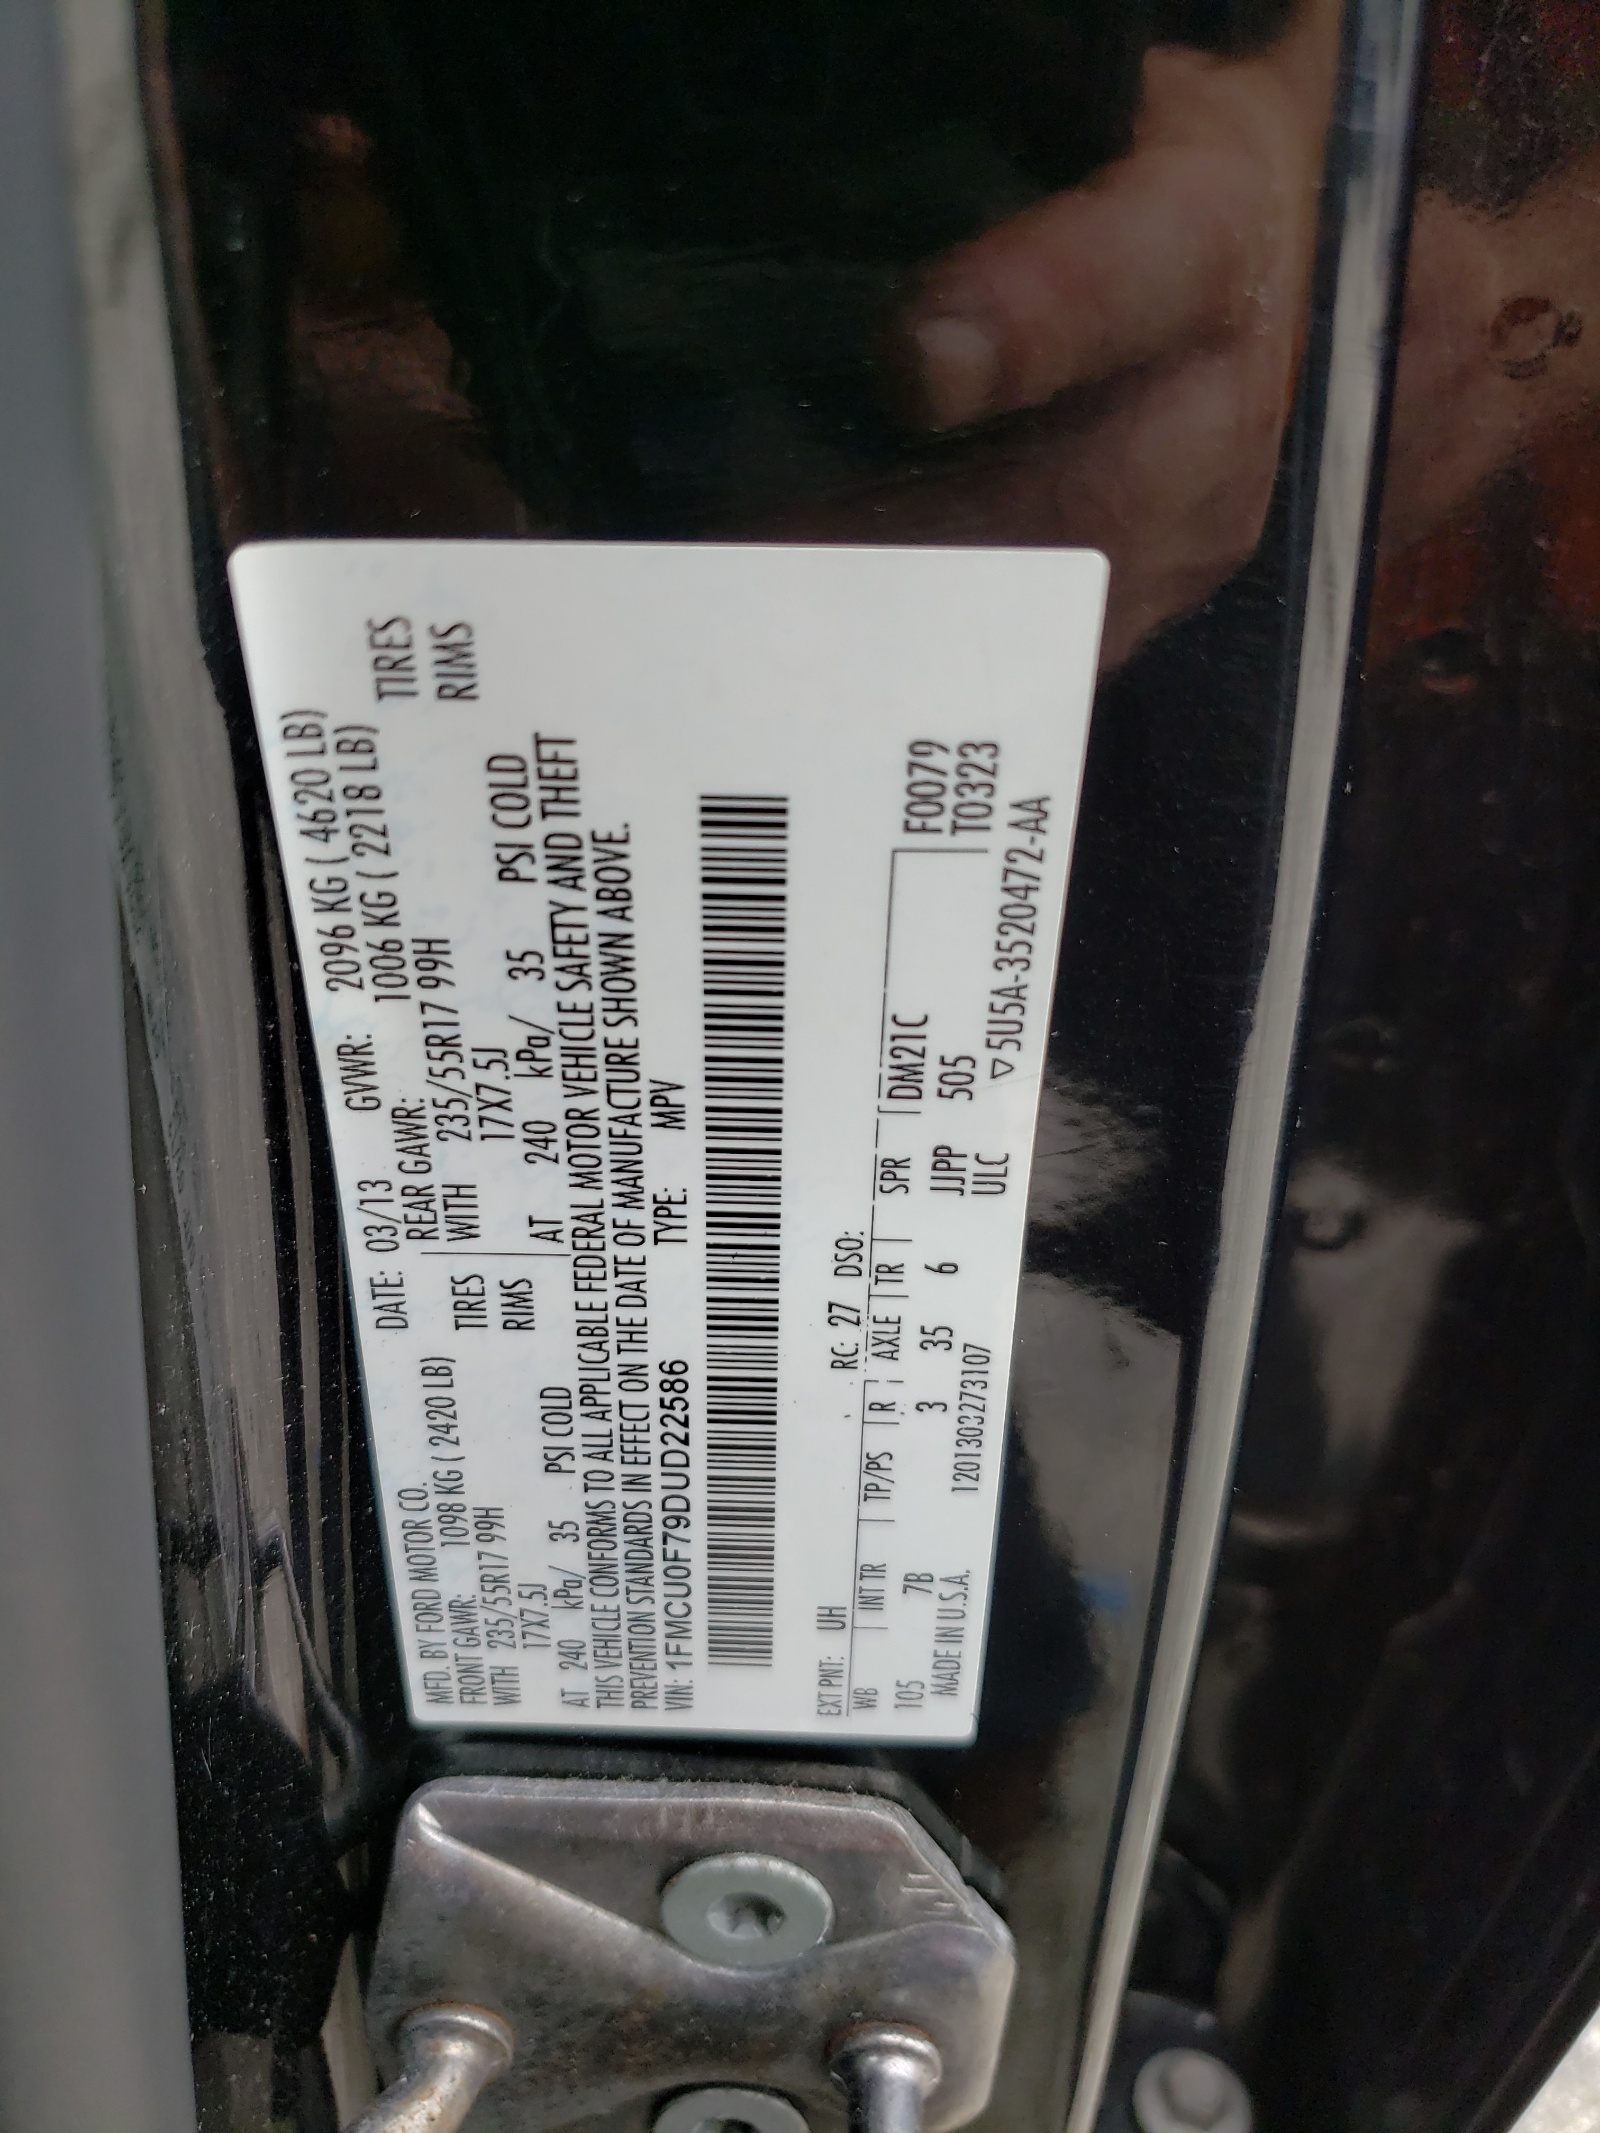 MFD. BY FORD MOTOR CO. DATE: 03/13 GVWR: 2096 KG ( 4620 LB)
FRONT GAWR: 1098 KG ( 2420 LB) REAR GAWR: 1006 KG ( 2218 LB)
WITH 235/55R17 99H TIRES WITH 235/55R17 99H TIRES
17X7.5J RIMS 17X7.5J RIMS
AT 240 kPa/ 35 PSI COLD AT 240 kPa/ 35 PSI COLD
THIS VEHICLE CONFORMS TO ALL APPLICABLE FEDERAL MOTOR VEHICLE SAFETY AND THEFT
PREVENTION STANDARDS IN EFFECT ON THE DATE OF MANUFACTURE SHOWN ABOVE.
VIN: 1FMCU0F79DUD22586 TYPE: MPV
EXT PNT: UH RC: 27 DSO:
WB INT TR TP/PS R AXLE TR SPR DM21C F00079
105 7B 3 35 6 JJPP 505 T0323
MADE IN U.S.A. 1201303273107 ULC ▽5U5A-3520472-AA